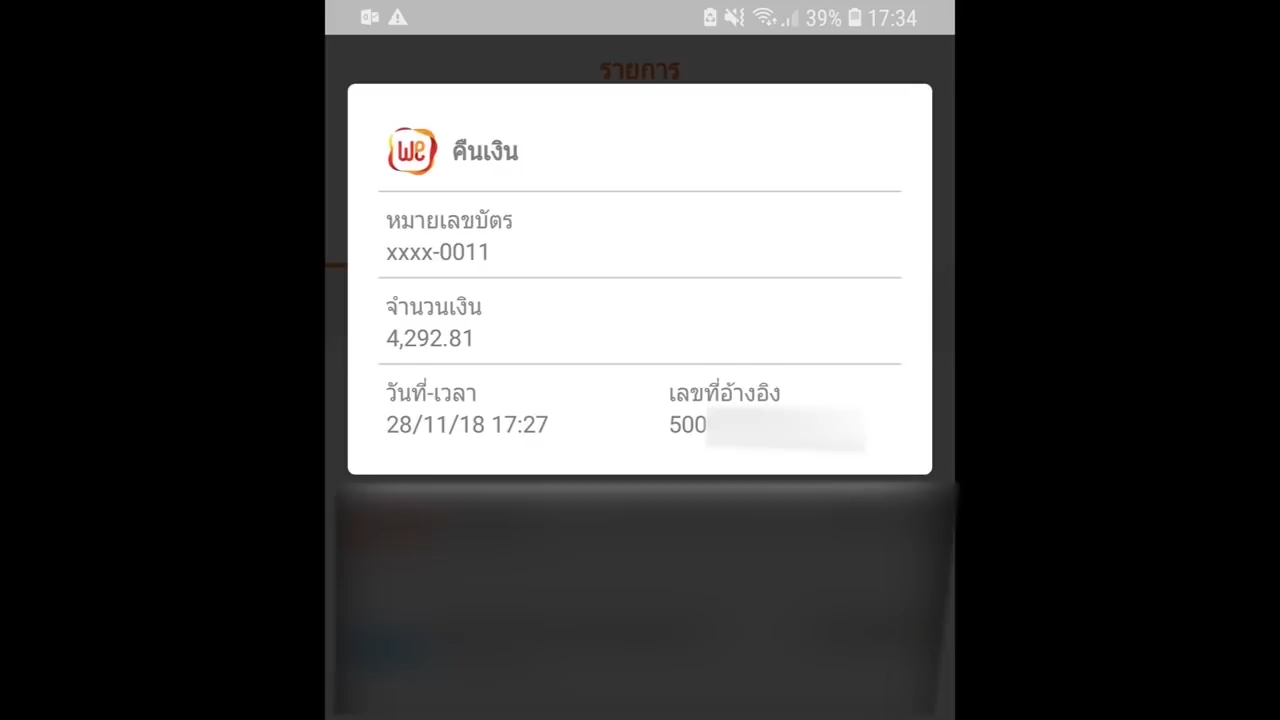 39% 17:34
รายการ
we คืนเงิน
หมายเลขบัตร
xxxx-0011
จำนวนเงิน
4,292.81
วันที่-เวลา เลขที่อ้างอิง
28/11/18 17:27 500